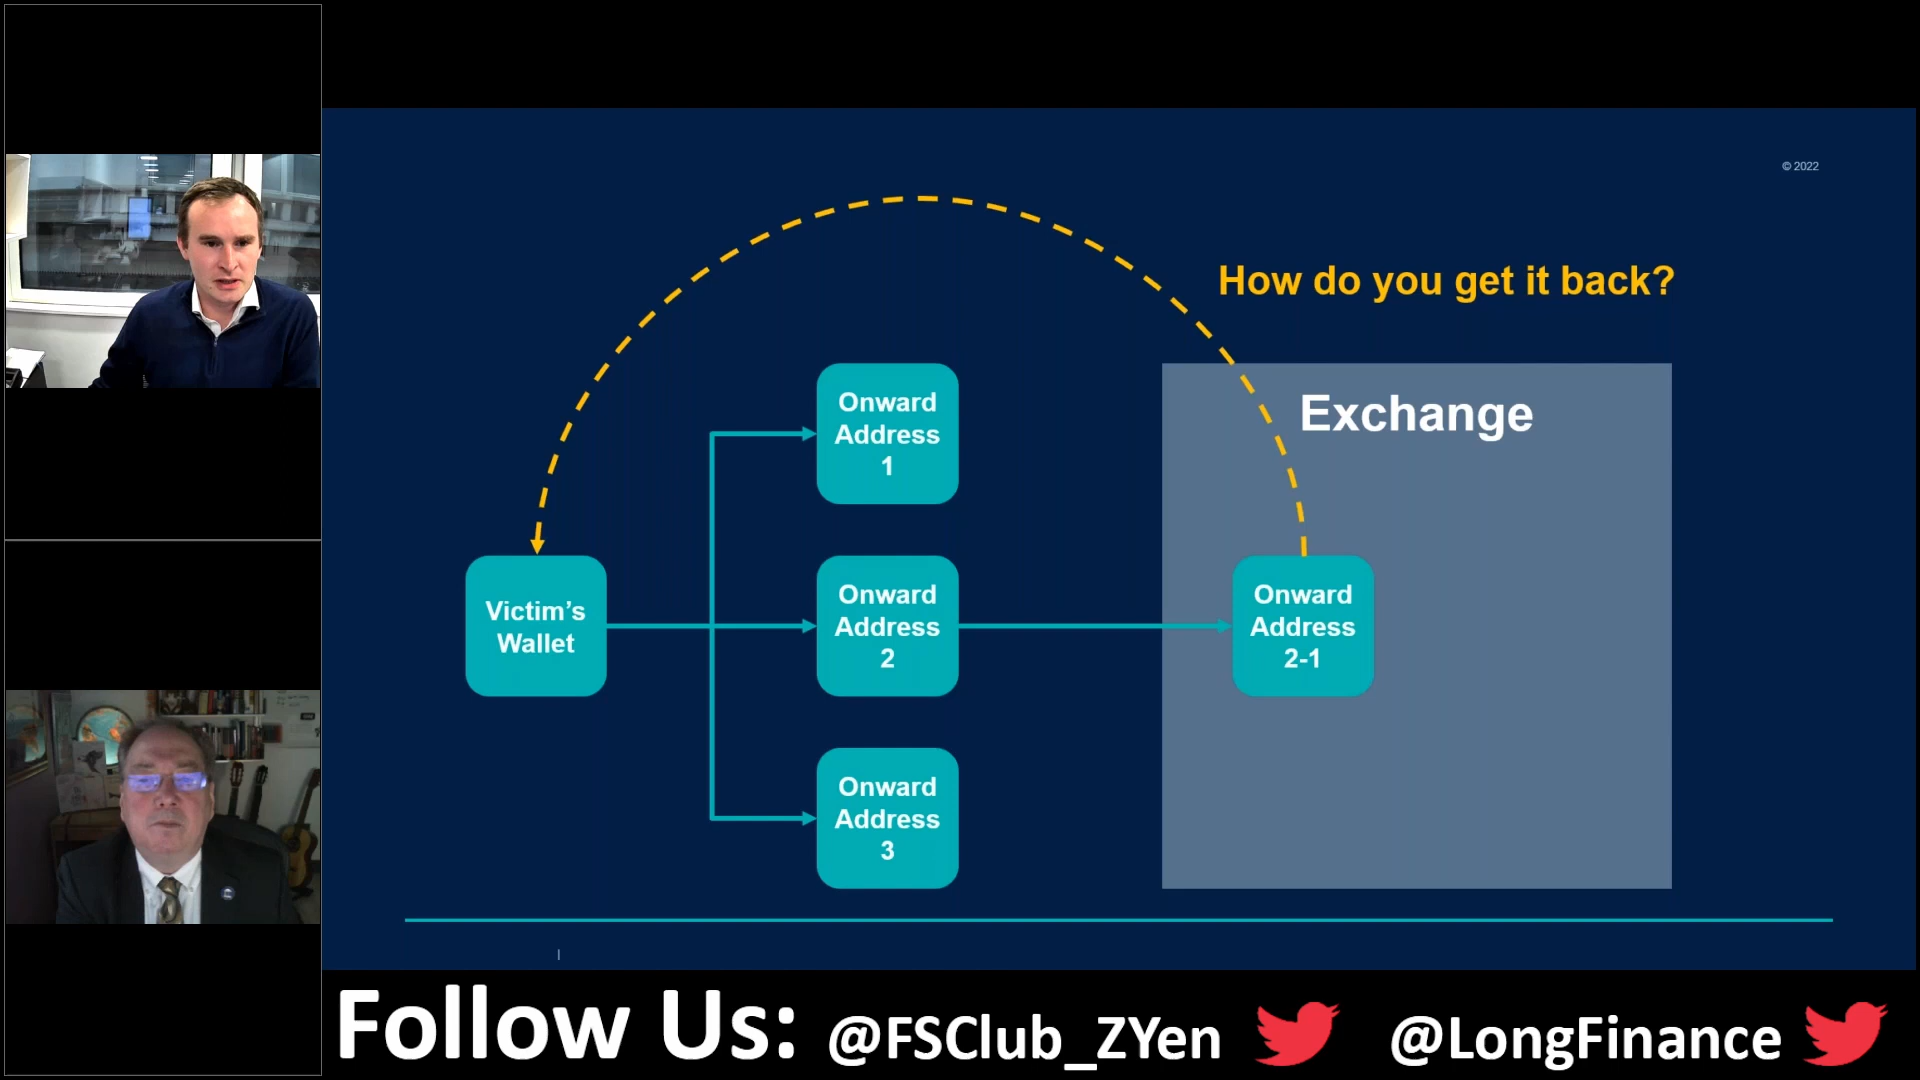 © 2022
How do you get it back?
Exchange
Onward
Address
1
Victim's
Wallet
Onward
Address
2
Onward
Address
2-1
Onward
Address
3
Follow Us: @FSClub_ZYen @LongFinance